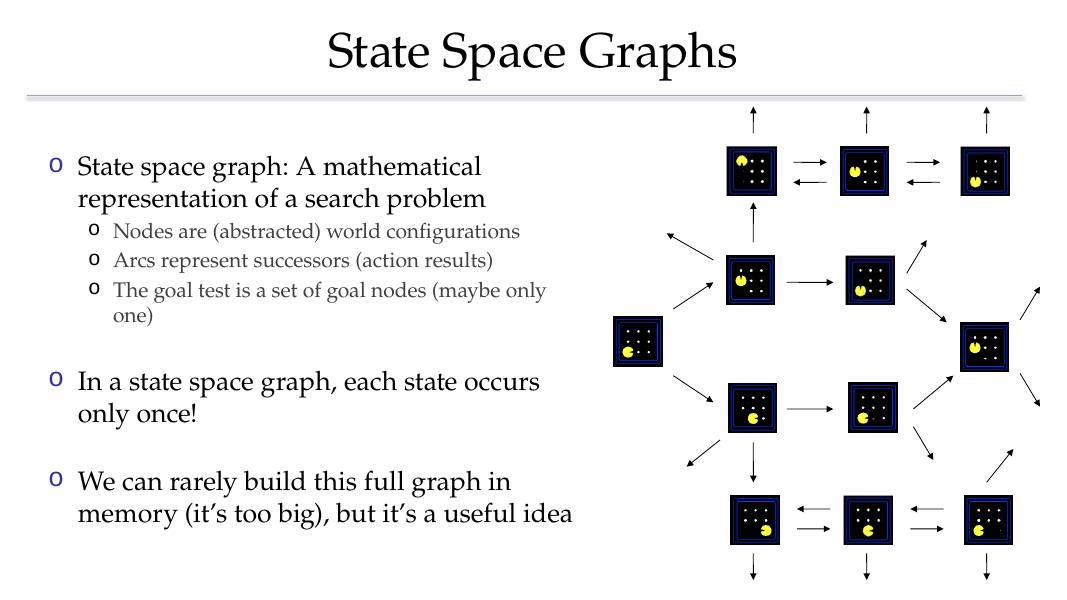 State Space Graphs
o State space graph: A mathematical
representation of a search problem
o Nodes are (abstracted) world configurations
o Arcs represent successors (action results)
o The goal test is a set of goal nodes (maybe only
one)
o In a state space graph, each state occurs
only once!
o We can rarely build this full graph in
memory (it’s too big), but it’s a useful idea